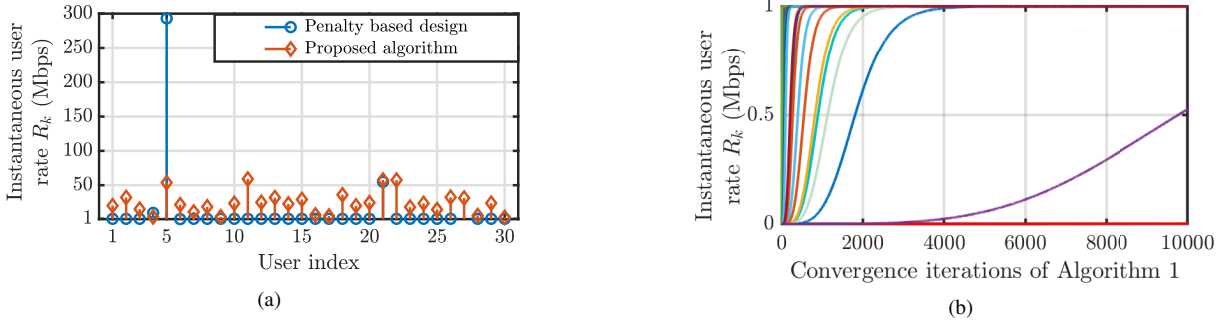 300
250
200
150
100
50
1
Instantaneous user
rate R_k (Mbps)
Penalty based design
Proposed algorithm
1
5
10
15
20
25
30
User index
(a)
1
0.5
0
Instantaneous user
rate R_k (Mbps)
0
2000
4000
6000
8000
10000
Convergence iterations of Algorithm 1
(b)